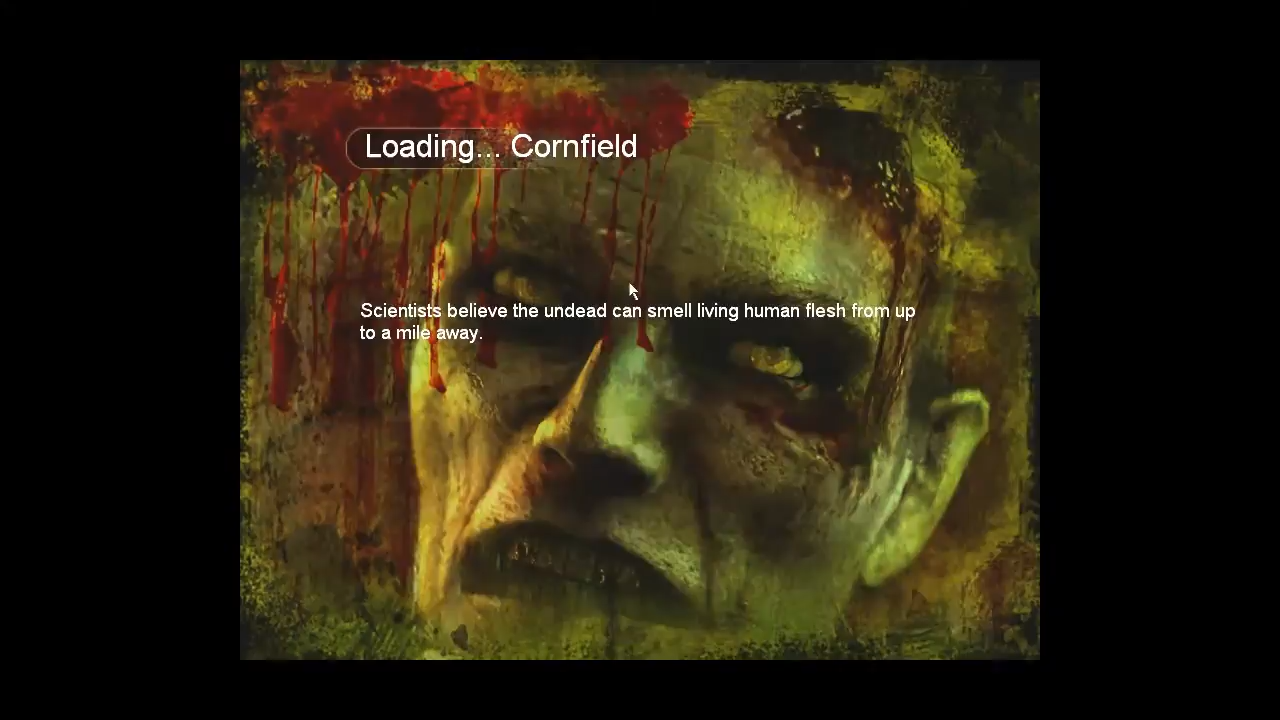 Loading... Cornfield
Scientists believe the undead can smell living human flesh from up
to a mile away.